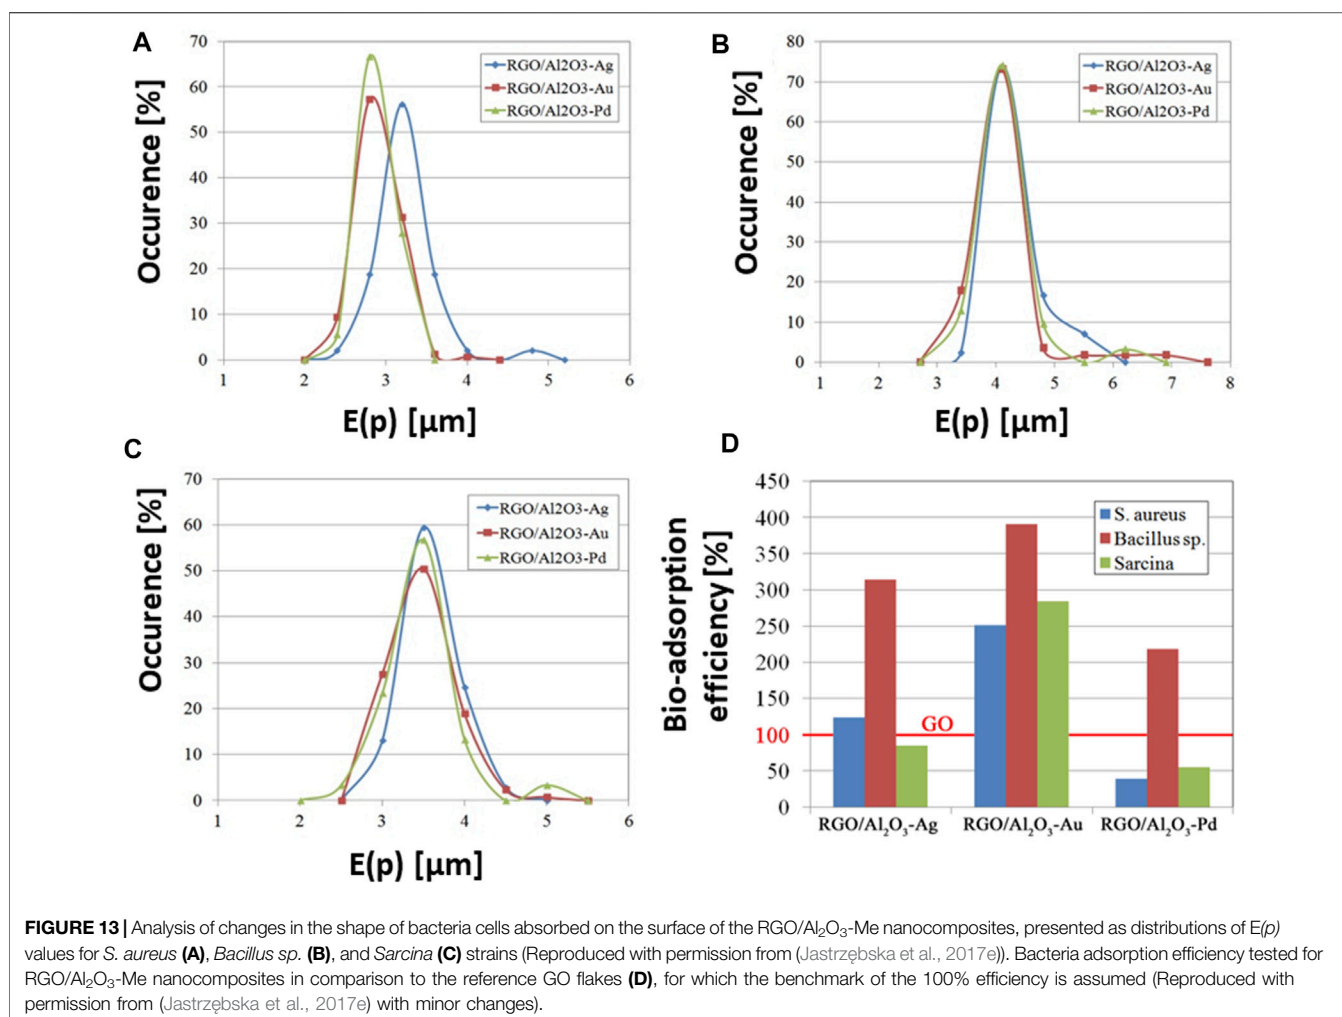 A
Occurence [%]
70
60
50
40
30
20
10
0
RGO/Al2O3-Ag
RGO/Al2O3-Au
RGO/Al2O3-Pd
1 2 3 4 5 6
E(p) [µm]
B
Occurence [%]
80
70
60
50
40
30
20
10
0
RGO/Al2O3-Ag
RGO/Al2O3-Au
RGO/Al2O3-Pd
1 2 3 4 5 6 7 8
E(p) [µm]
C
Occurence [%]
70
60
50
40
30
20
10
0
RGO/Al2O3-Ag
RGO/Al2O3-Au
RGO/Al2O3-Pd
1 2 3 4 5 6
E(p) [µm]
D
Bio-adsorption
efficiency [%]
450
400
350
300
250
200
150
100
50
0
S. aureus
Bacillus sp.
Sarcina
GO
RGO/Al₂O₃-Ag RGO/Al₂O₃-Au RGO/Al₂O₃-Pd
FIGURE 13 | Analysis of changes in the shape of bacteria cells absorbed on the surface of the RGO/Al₂O₃-Me nanocomposites, presented as distributions of E(p)
values for S. aureus (A), Bacillus sp. (B), and Sarcina (C) strains (Reproduced with permission from (Jastrzębska et al., 2017e)). Bacteria adsorption efficiency tested for
RGO/Al₂O₃-Me nanocomposites in comparison to the reference GO flakes (D), for which the benchmark of the 100% efficiency is assumed (Reproduced with
permission from (Jastrzębska et al., 2017e) with minor changes).